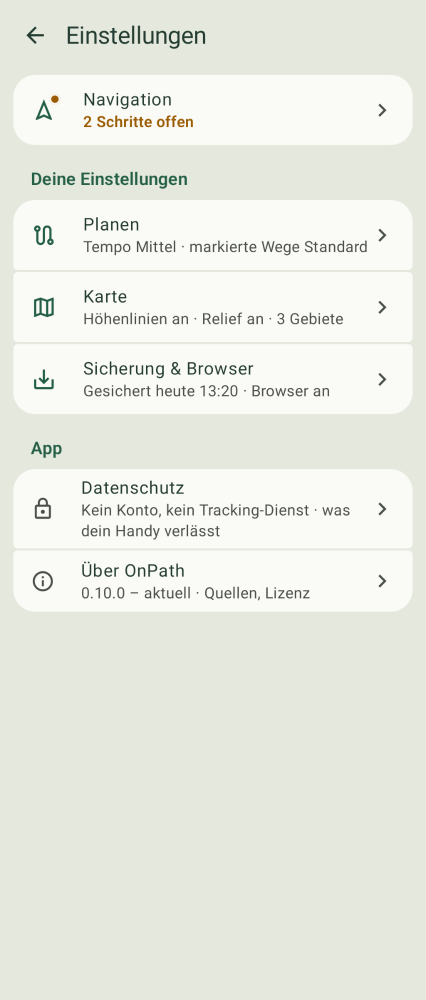 Einstellungen
Navigation
2 Schritte offen
Deine Einstellungen
Planen
Tempo Mittel · markierte Wege Standard
Karte
Höhenlinien an · Relief an · 3 Gebiete
Sicherung & Browser
Gesichert heute 13:20 · Browser an
App
Datenschutz
Kein Konto, kein Tracking-Dienst · was
dein Handy verlässt
Über OnPath
0.10.0 – aktuell · Quellen, Lizenz